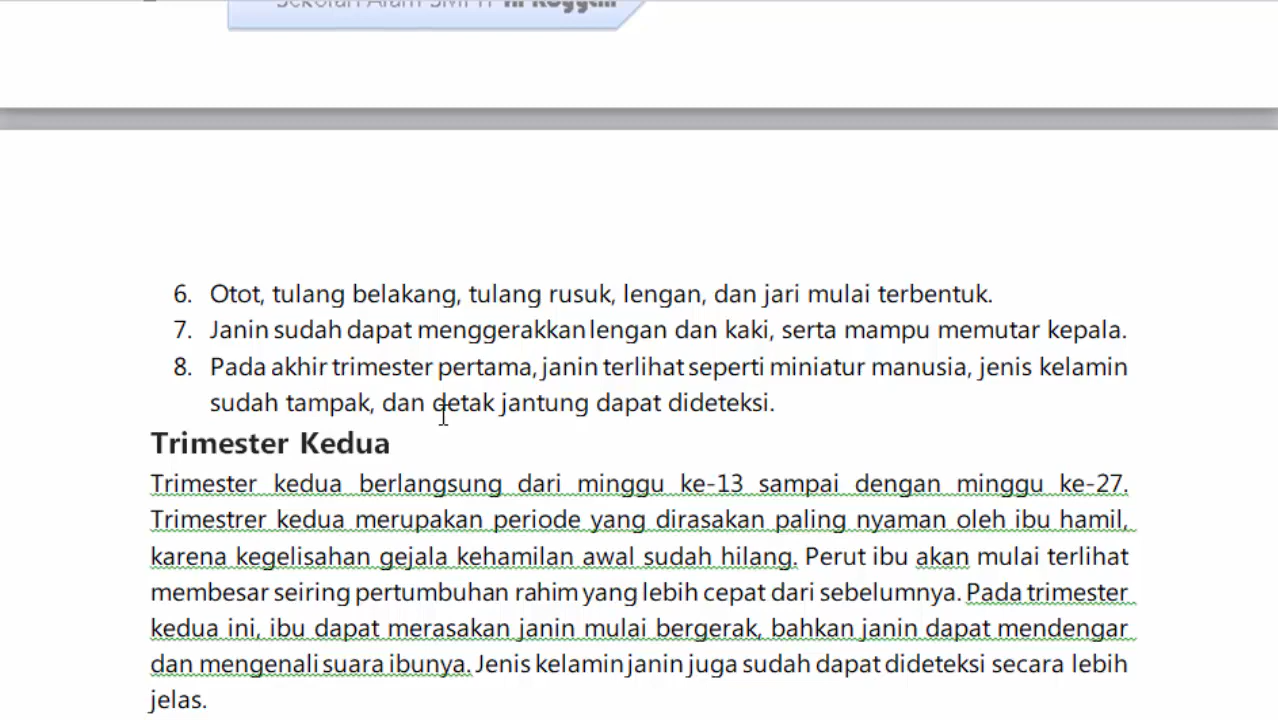 Sekolah Alam SMP IT Ar Royyan
6. Otot, tulang belakang, tulang rusuk, lengan, dan jari mulai terbentuk.
7. Janin sudah dapat menggerakkan lengan dan kaki, serta mampu memutar kepala.
8. Pada akhir trimester pertama, janin terlihat seperti miniatur manusia, jenis kelamin
sudah tampak, dan detak jantung dapat dideteksi.
Trimester Kedua
Trimester kedua berlangsung dari minggu ke-13 sampai dengan minggu ke-27.
Trimestrer kedua merupakan periode yang dirasakan paling nyaman oleh ibu hamil,
karena kegelisahan gejala kehamilan awal sudah hilang. Perut ibu akan mulai terlihat
membesar seiring pertumbuhan rahim yang lebih cepat dari sebelumnya. Pada trimester
kedua ini, ibu dapat merasakan janin mulai bergerak, bahkan janin dapat mendengar
dan mengenali suara ibunya. Jenis kelamin janin juga sudah dapat dideteksi secara lebih
jelas.